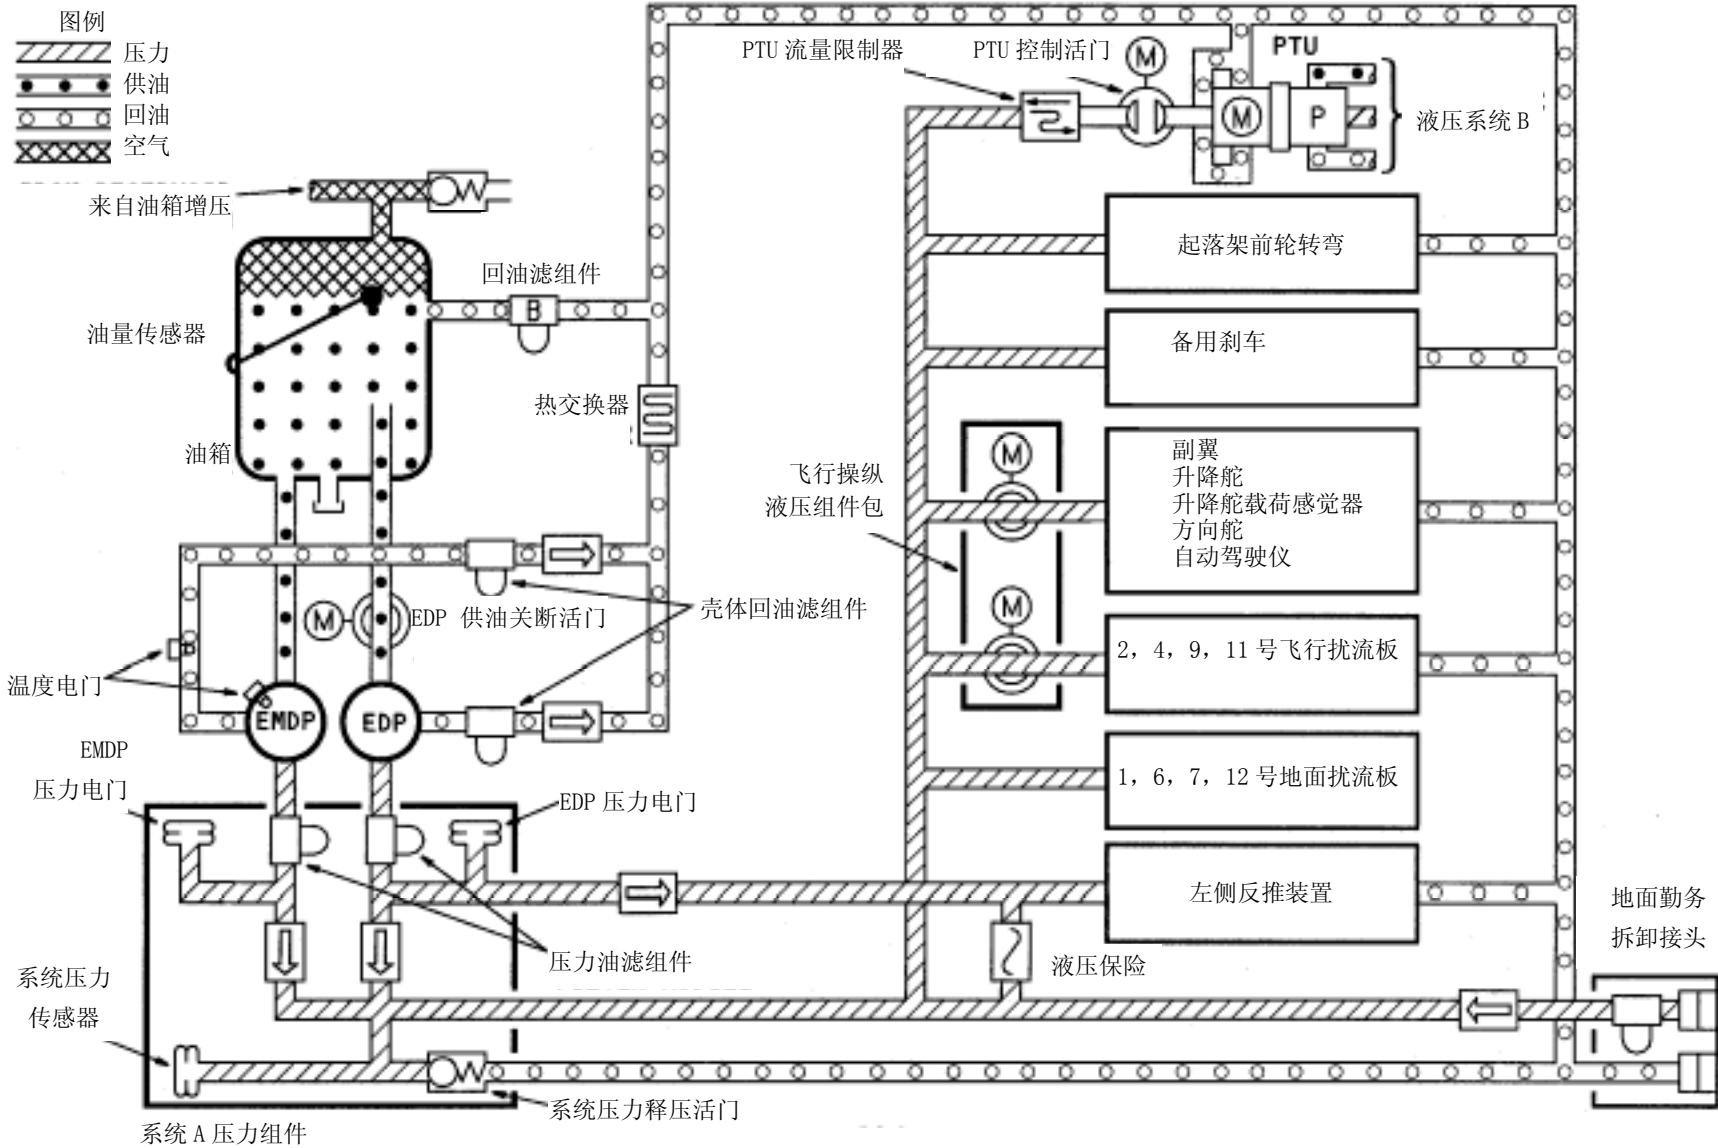 图例
压力
供油
回油
空气
PTU 流量限制器
PTU 控制活门
M
PTU
M
P
液压系统 B
来自油箱增压
回油滤组件
B
油量传感器
热交换器
油箱
起落架前轮转弯
备用刹车
M
飞行操纵
液压组件包
副翼
升降舵
升降舵载荷感觉器
方向舵
自动驾驶仪
M
EDP 供油关断活门
壳体回油滤组件
M
2，4，9，11 号飞行扰流板
温度电门
EMDP
EDP
EMDP
压力电门
EDP 压力电门
1，6，7，12 号地面扰流板
左侧反推装置
地面勤务
拆卸接头
压力油滤组件
液压保险
系统压力
传感器
系统压力释压活门
系统 A 压力组件